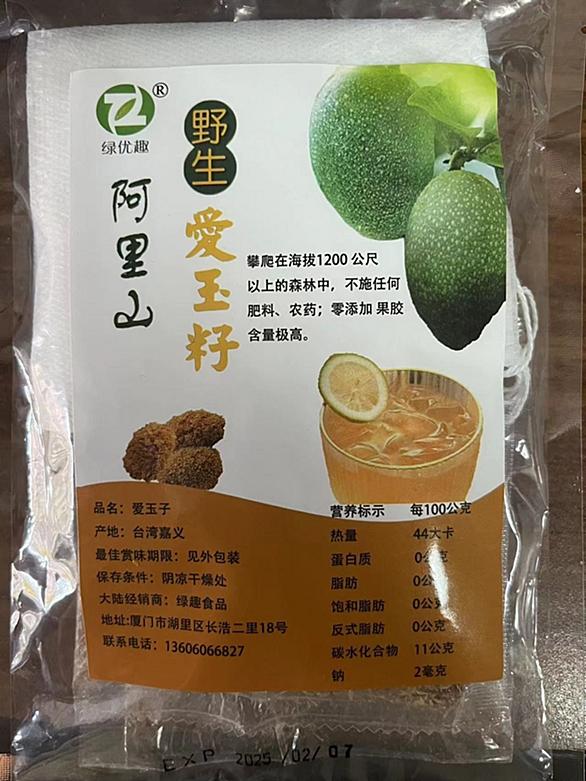 ®
绿优趣
野生
阿里山
愛玉籽
攀爬在海拔1200 公尺
以上的森林中，不施任何
肥料、农药；零添加 果胶
含量极高。
品名：爱玉子
产地：台湾嘉义
最佳赏味期限：见外包装
保存条件：阴凉干燥处
大陆经销商：绿趣食品
地址:厦门市湖里区长浩二里18号
联系电话：13606066827
营养标示 每100公克
热量 44大卡
蛋白质 0公克
脂肪 0公克
饱和脂肪 0公克
反式脂肪 0公克
碳水化合物 11公克
钠 2毫克
EXP 2025/02/07